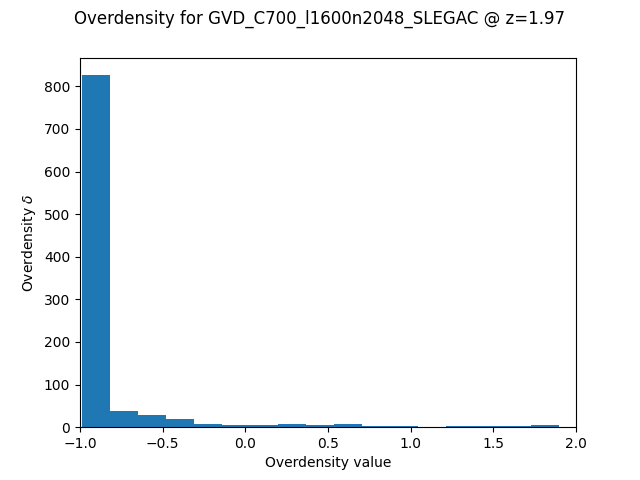 Overdensity for GVD_C700_l1600n2048_SLEGAC @ z=1.97
Overdensity δ
800
700
600
500
400
300
200
100
0
−1.0 −0.5 0.0 0.5 1.0 1.5 2.0
Overdensity value